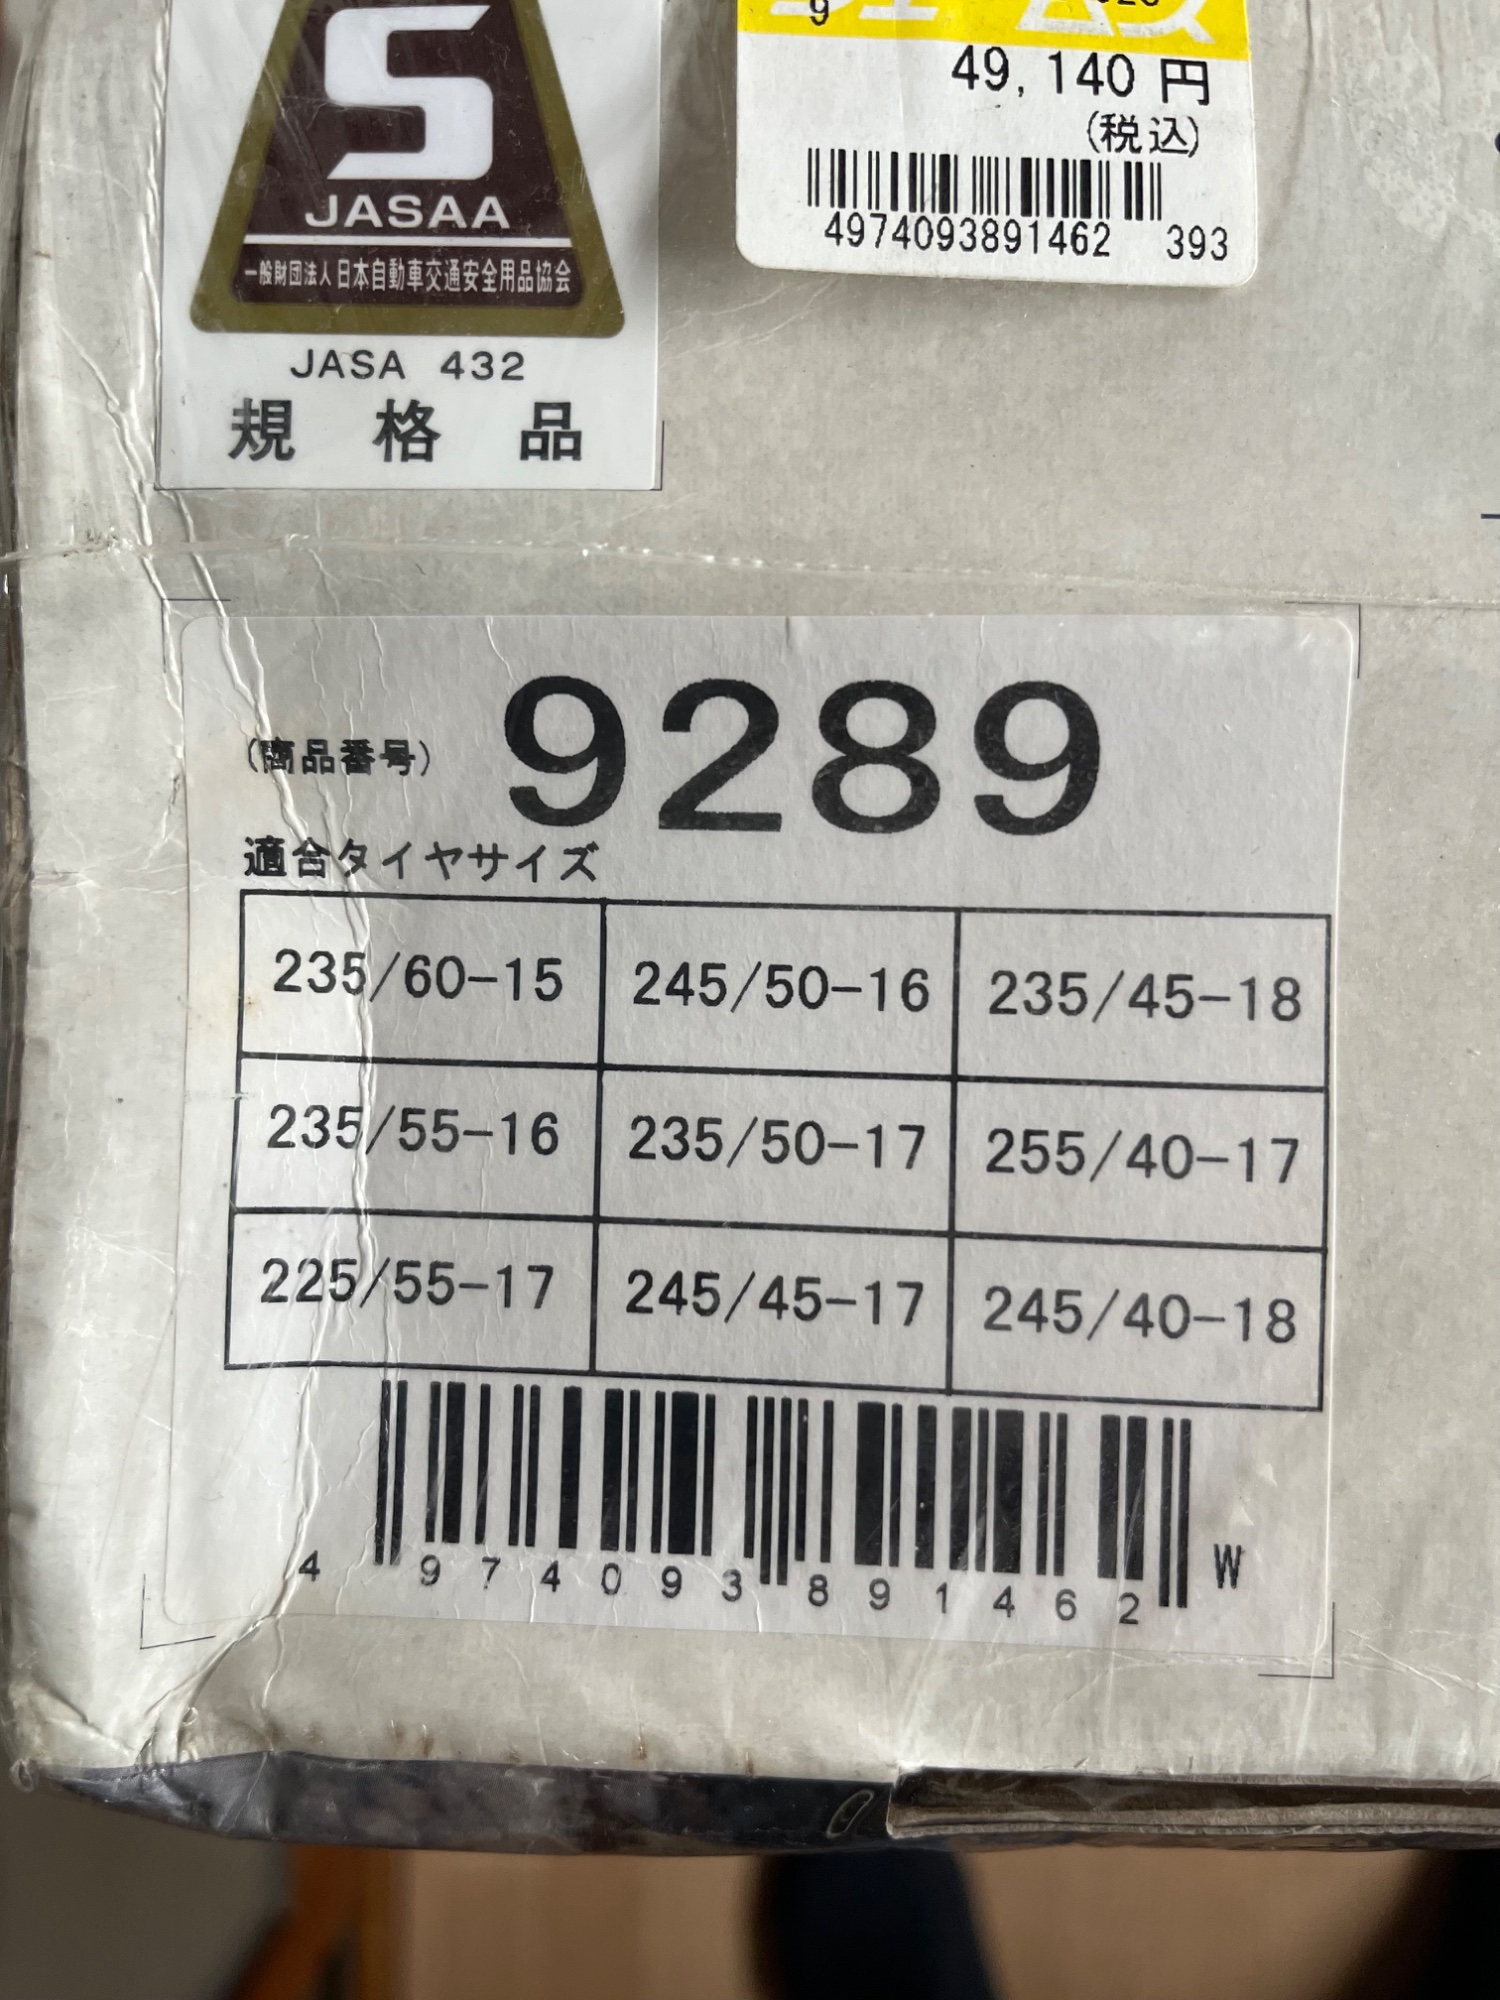 S
JASAA
一般財団法人 日本自動車交通安全用品協会
JASA 432
規格品
9
49,140 円
(税込)
4974093891462 393
(商品番号) 9289
適合タイヤサイズ
235/60-15 245/50-16 235/45-18
235/55-16 235/50-17 255/40-17
225/55-17 245/45-17 245/40-18
4 974093 891462 W